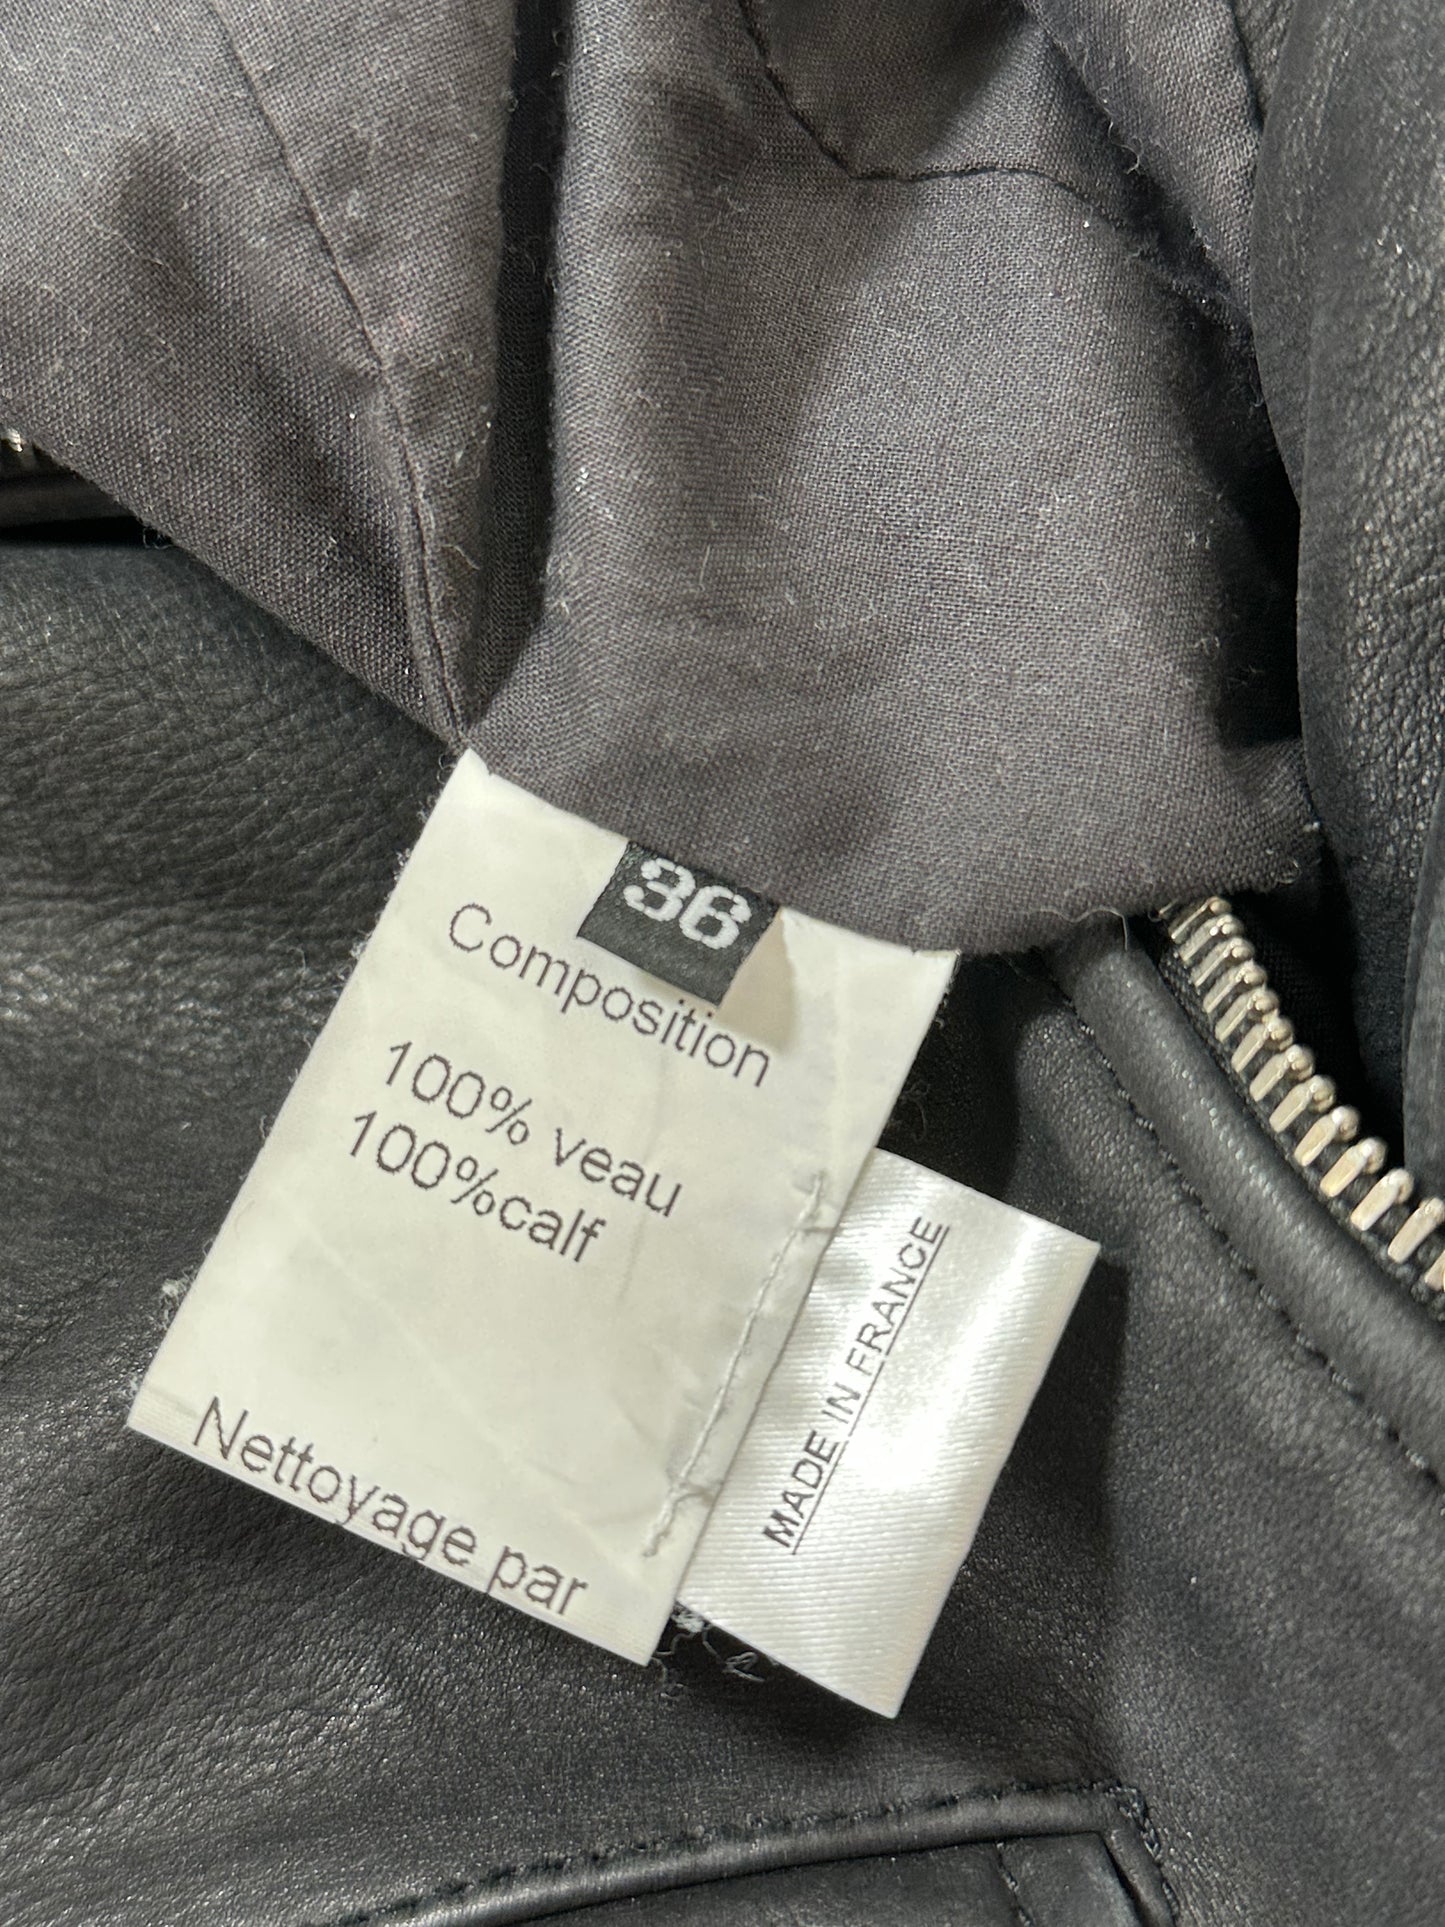 36
Composition
100% veau
100%calf
Nettoyage par
MADE IN FRANCE